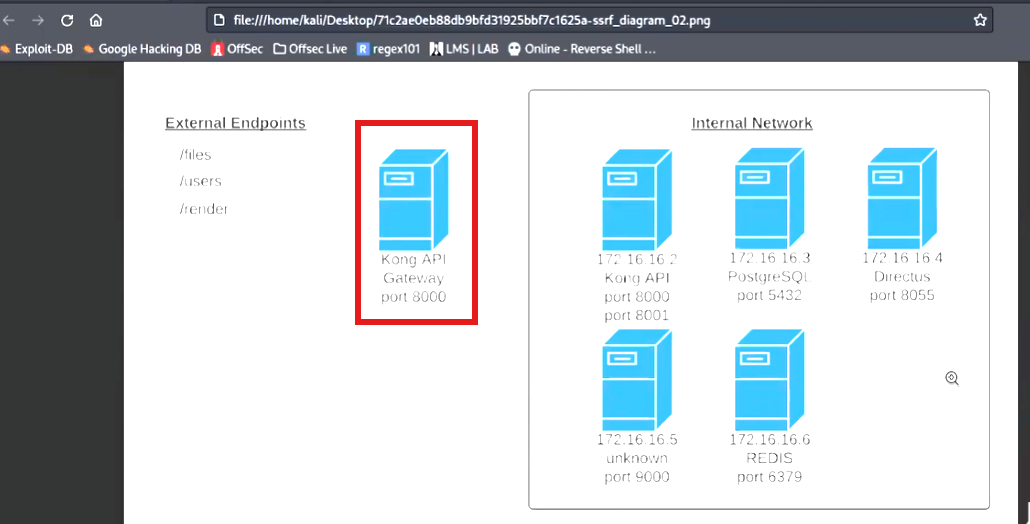 file:///home/kali/Desktop/71c2ae0eb88db9bfd31925bbf7c1625a-ssrf_diagram_02.png
Exploit-DB Google Hacking DB OffSec Offsec Live regex101 LMS | LAB Online - Reverse Shell ...
External Endpoints
/files
/users
/render
Kong API
Gateway
port 8000
Internal Network
172.16.16.2
Kong API
port 8000
port 8001
172.16.16.3
PostgreSQL
port 5432
172.16.16.4
Directus
port 8055
172.16.16.5
unknown
port 9000
172.16.16.6
REDIS
port 6379